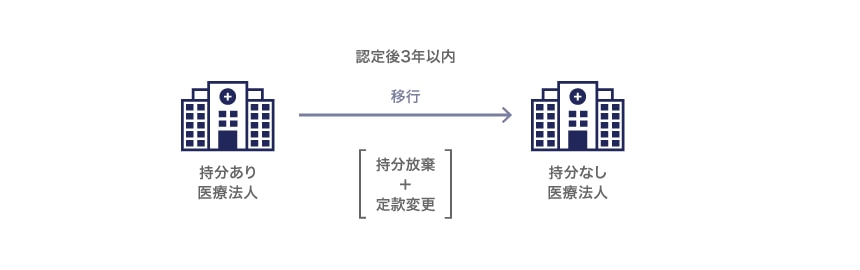 認定後3年以内
移行
持分あり
医療法人
持分放棄
+
定款変更
持分なし
医療法人